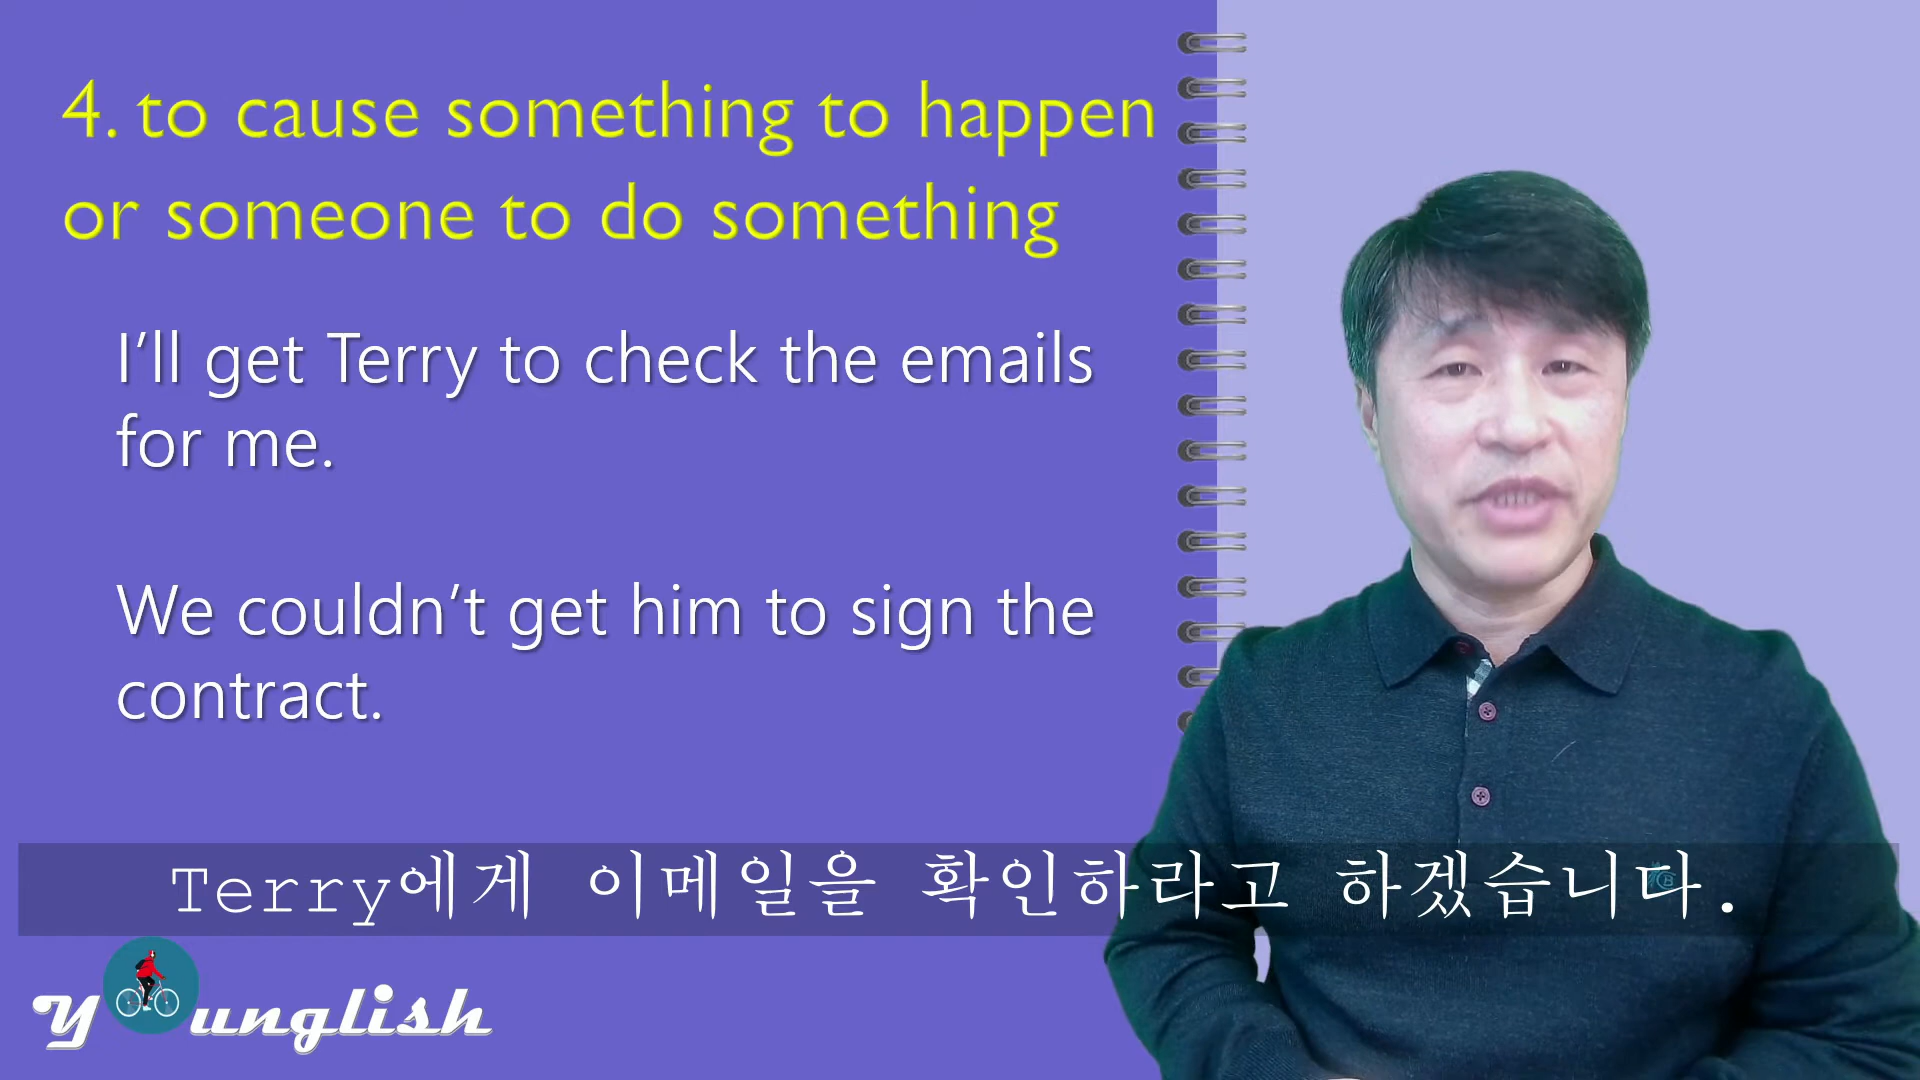 4. to cause something to happen
or someone to do something
I’ll get Terry to check the emails
for me.
We couldn’t get him to sign the
contract.
Terry에게 이메일을 확인하라고 하겠습니다.
Younglish